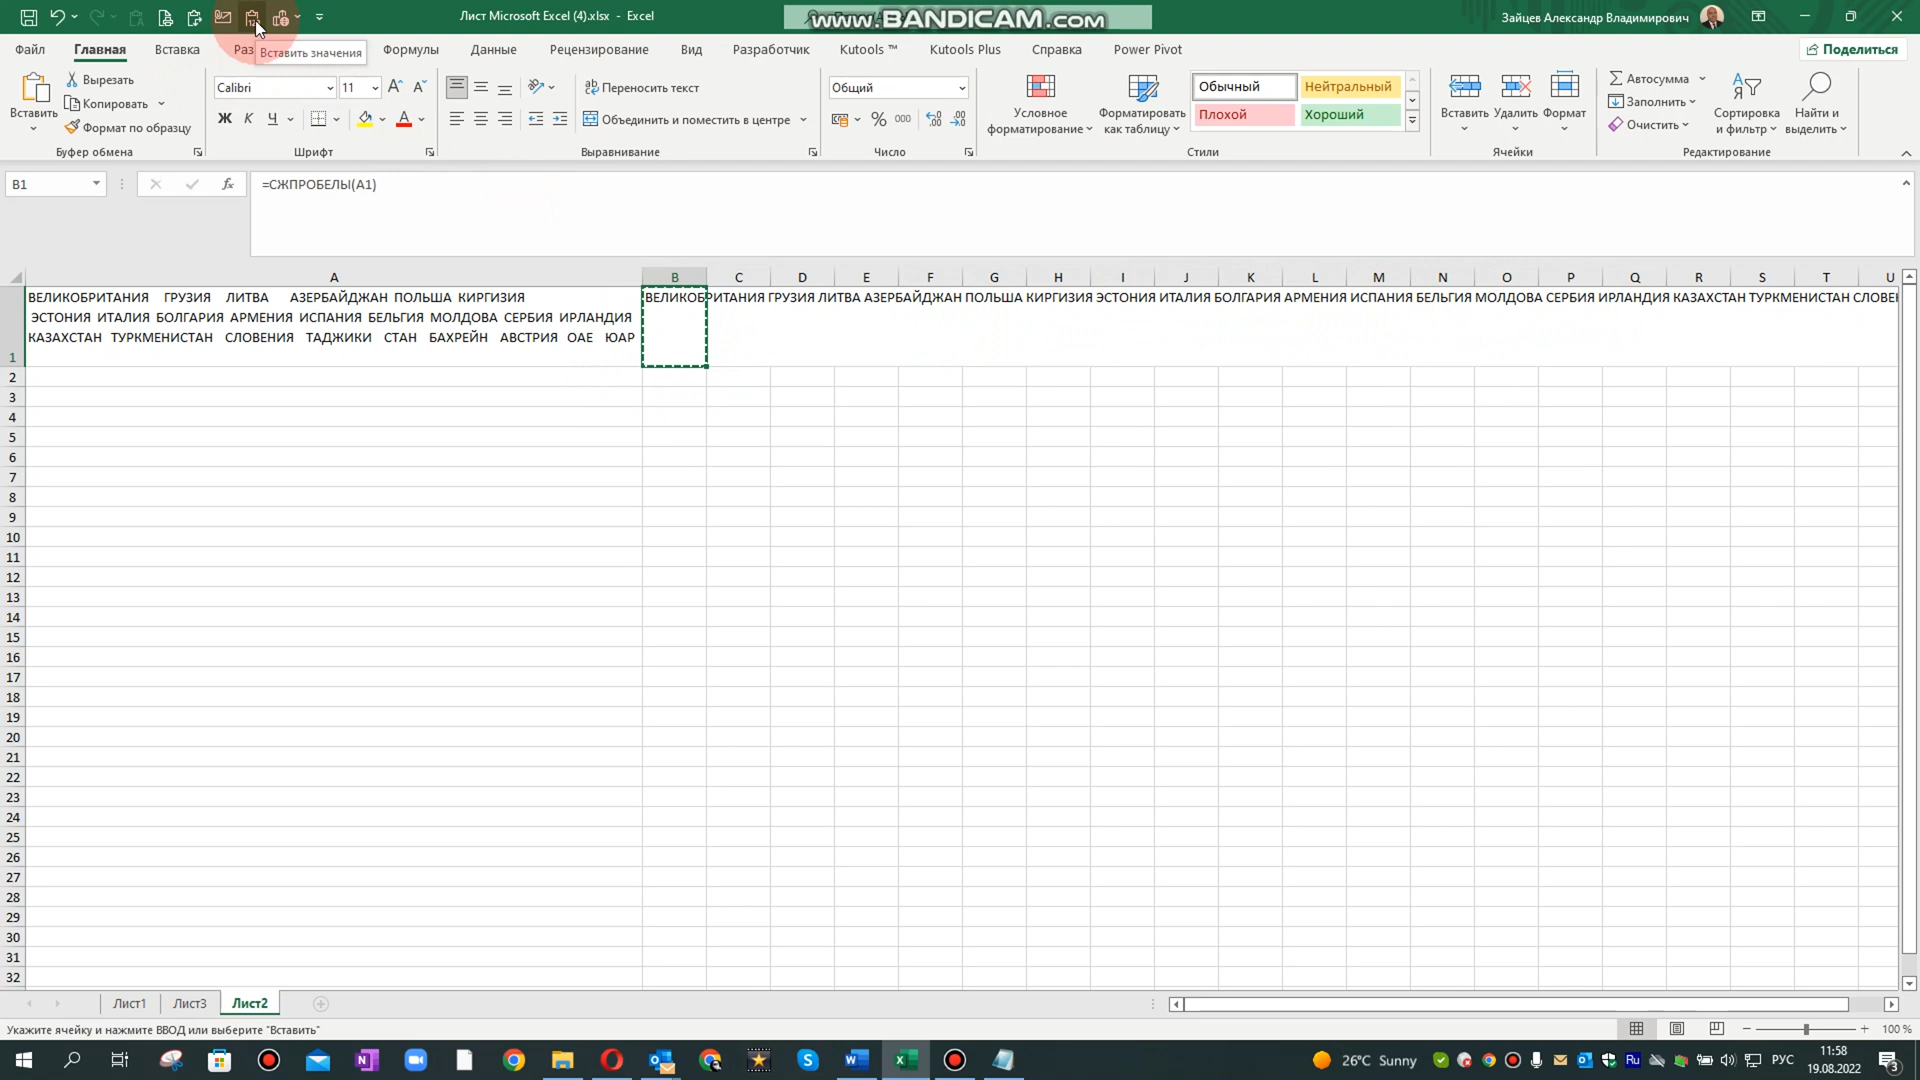 Лист Microsoft Excel (4).xlsx - Excel
www.BANDICAM.com
Зайцев Александр Владимирович
Файл Главная Вставка Раз Формулы Данные Рецензирование Вид Разработчик Kutools ™ Kutools Plus Справка Power Pivot Поделиться
Вставить значения
Вставить
Вырезать
Копировать
Формат по образцу
Буфер обмена
Calibri 11
Ж К Ч
Шрифт
Переносить текст
Объединить и поместить в центре
Выравнивание
Общий
% 000
Число
Условное форматирование
Форматировать как таблицу
Обычный Нейтральный
Плохой Хороший
Стили
Вставить Удалить Формат
Ячейки
Автосумма
Заполнить
Очистить
Сортировка и фильтр
Найти и выделить
Редактирование
B1 fx =СЖПРОБЕЛЫ(A1)
A B C D E F G H I J K L M N O P Q R S T U
ВЕЛИКОБРИТАНИЯ ГРУЗИЯ ЛИТВА АЗЕРБАЙДЖАН ПОЛЬША КИРГИЗИЯ
ЭСТОНИЯ ИТАЛИЯ БОЛГАРИЯ АРМЕНИЯ ИСПАНИЯ БЕЛЬГИЯ МОЛДОВА СЕРБИЯ ИРЛАНДИЯ
КАЗАХСТАН ТУРКМЕНИСТАН СЛОВЕНИЯ ТАДЖИКИ СТАН БАХРЕЙН АВСТРИЯ ОАЕ ЮАР
ВЕЛИКОБРИТАНИЯ ГРУЗИЯ ЛИТВА АЗЕРБАЙДЖАН ПОЛЬША КИРГИЗИЯ ЭСТОНИЯ ИТАЛИЯ БОЛГАРИЯ АРМЕНИЯ ИСПАНИЯ БЕЛЬГИЯ МОЛДОВА СЕРБИЯ ИРЛАНДИЯ КАЗАХСТАН ТУРКМЕНИСТАН СЛОВЕ
1
2
3
4
5
6
7
8
9
10
11
12
13
14
15
16
17
18
19
20
21
22
23
24
25
26
27
28
29
30
31
32
Лист1 Лист3 Лист2
Укажите ячейку и нажмите ВВОД или выберите "Вставить"
100 %
26°C Sunny
Ru
РУС
11:58
19.08.2022
3